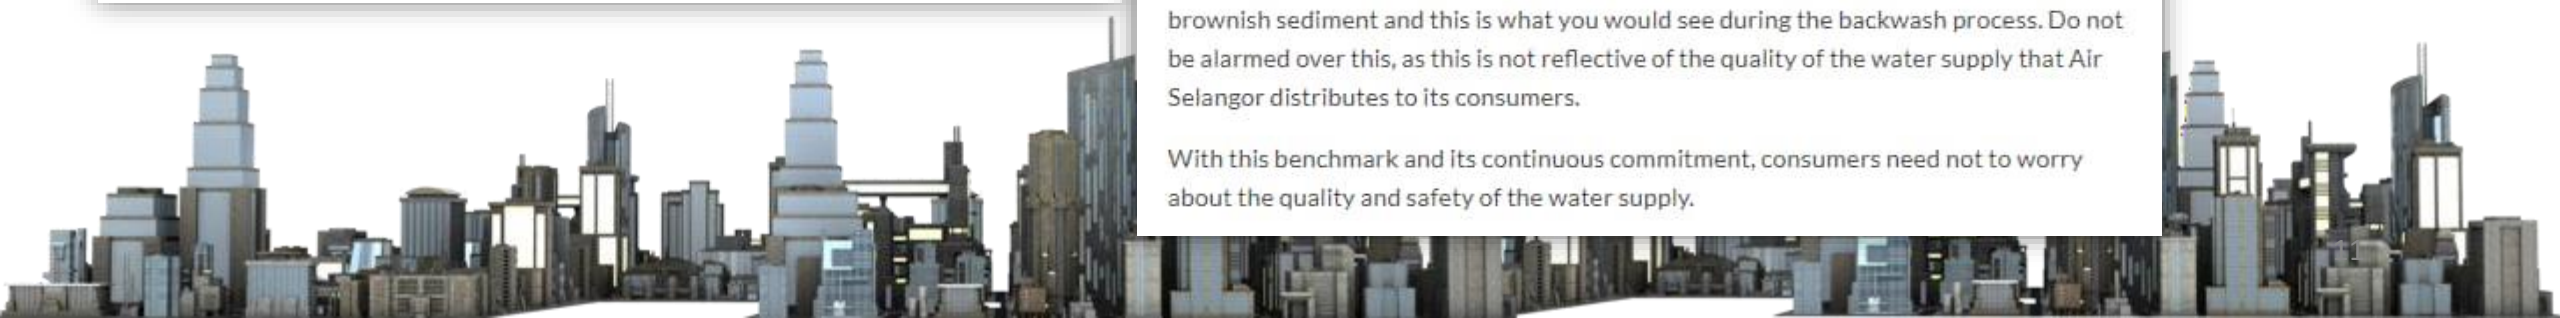 brownish sediment and this is what you would see during the backwash process. Do not
be alarmed over this, as this is not reflective of the quality of the water supply that Air
Selangor distributes to its consumers.
With this benchmark and its continuous commitment, consumers need not to worry
about the quality and safety of the water supply.
11